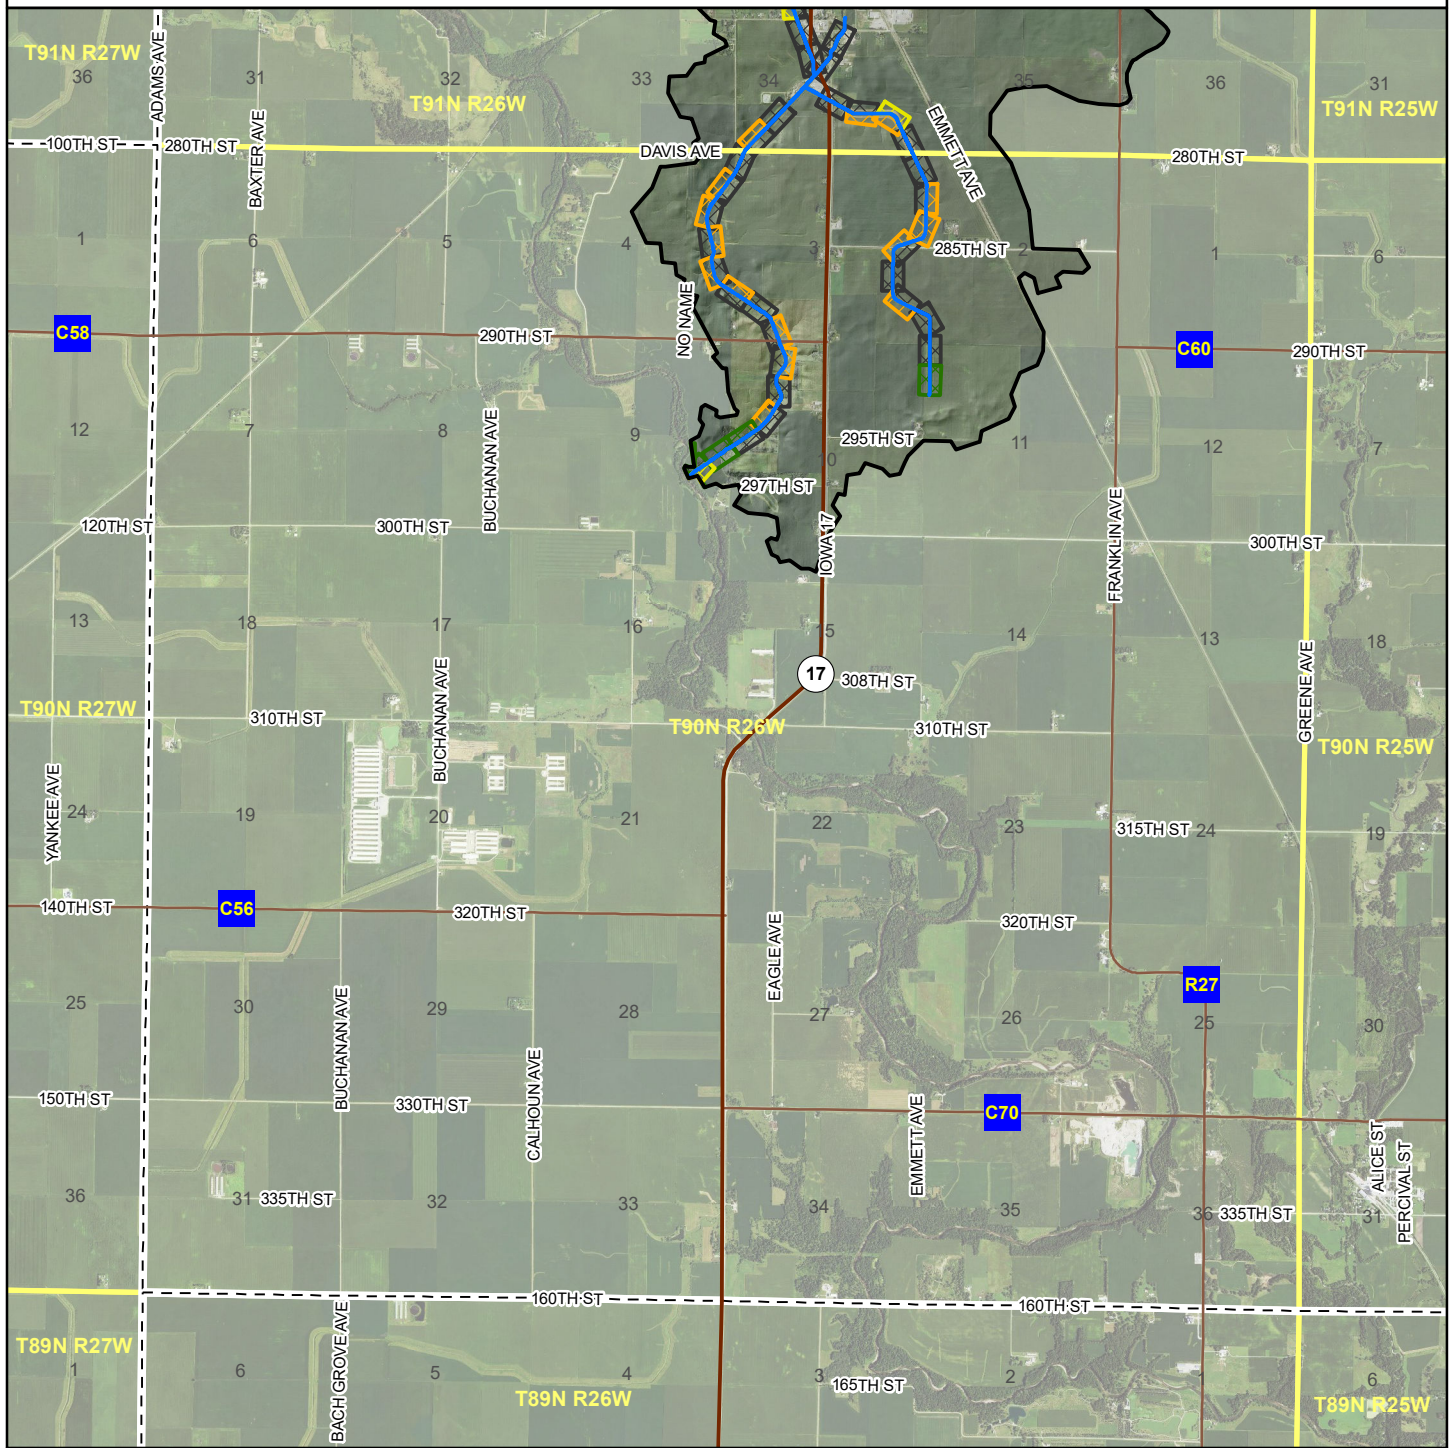 T91N R27W
36
ADAMS AVE
31
32
T91N R26W
33
34
35
36
31
T91N R25W
EMMETT AVE
BAXTER AVE
100TH ST
280TH ST
DAVIS AVE
280TH ST
1
6
5
4
3
285TH ST
2
1
6
NO NAME
C58
290TH ST
C60
290TH ST
12
7
8
BUCHANAN AVE
9
295TH ST
10
11
12
7
297TH ST
120TH ST
300TH ST
IOWA 17
FRANKLIN AVE
300TH ST
13
18
17
16
15
14
13
18
17
308TH ST
GREENE AVE
T90N R27W
310TH ST
BUCHANAN AVE
T90N R26W
310TH ST
T90N R25W
YANKEE AVE
24
19
20
21
22
23
315TH ST
24
19
140TH ST
C56
320TH ST
EAGLE AVE
320TH ST
R27
25
30
BUCHANAN AVE
29
28
27
26
25
30
CALHOUN AVE
150TH ST
330TH ST
EMMETT AVE
C70
ALICE ST
PERCIVAL ST
36
31
335TH ST
32
33
34
35
36
335TH ST
31
160TH ST
160TH ST
T89N R27W
1
6
BACH GROVE AVE
5
4
T89N R26W
3
165TH ST
2
1
6
T89N R25W